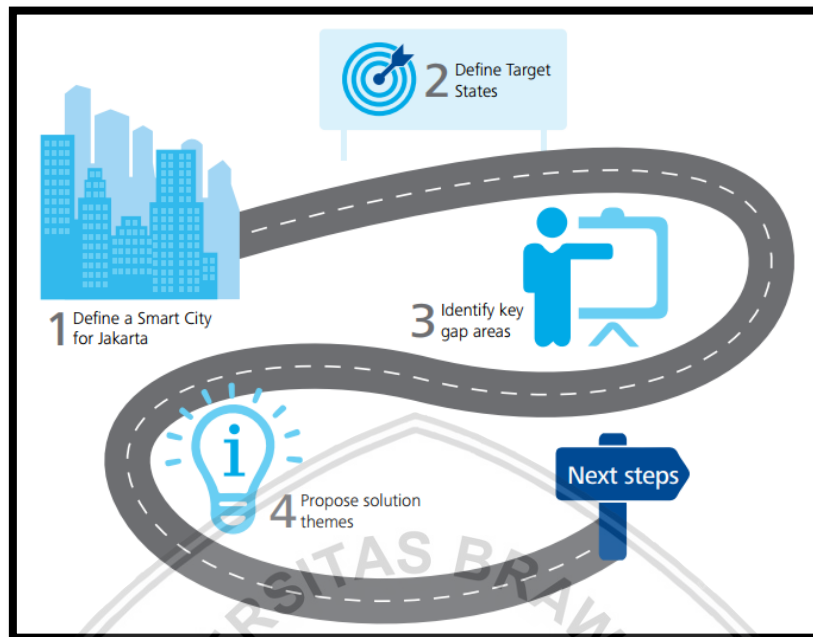 1 Define a Smart City
for Jakarta
2 Define Target
States
3 Identify key
gap areas
i
4 Propose solution
themes
Next steps
ERSITAS BRAW